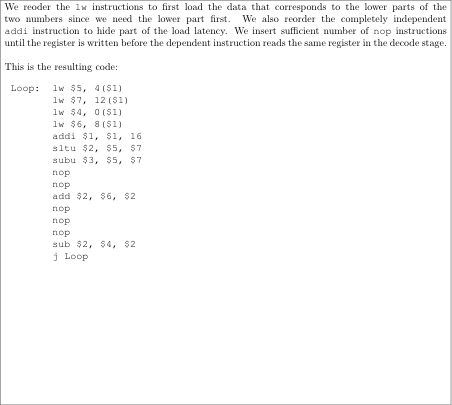 We reoder the lw instructions to first load the data that corresponds to the lower parts of the
two numbers since we need the lower part first. We also reorder the completely independent
addi instruction to hide part of the load latency. We insert sufficient number of nop instructions
until the register is written before the dependent instruction reads the same register in the decode stage.
This is the resulting code:
Loop: lw $5, 4($1)
lw $7, 12($1)
lw $4, 0($1)
lw $6, 8($1)
addi $1, $1, 16
sltu $2, $5, $7
subu $3, $5, $7
nop
nop
add $2, $6, $2
nop
nop
nop
sub $2, $4, $2
j Loop